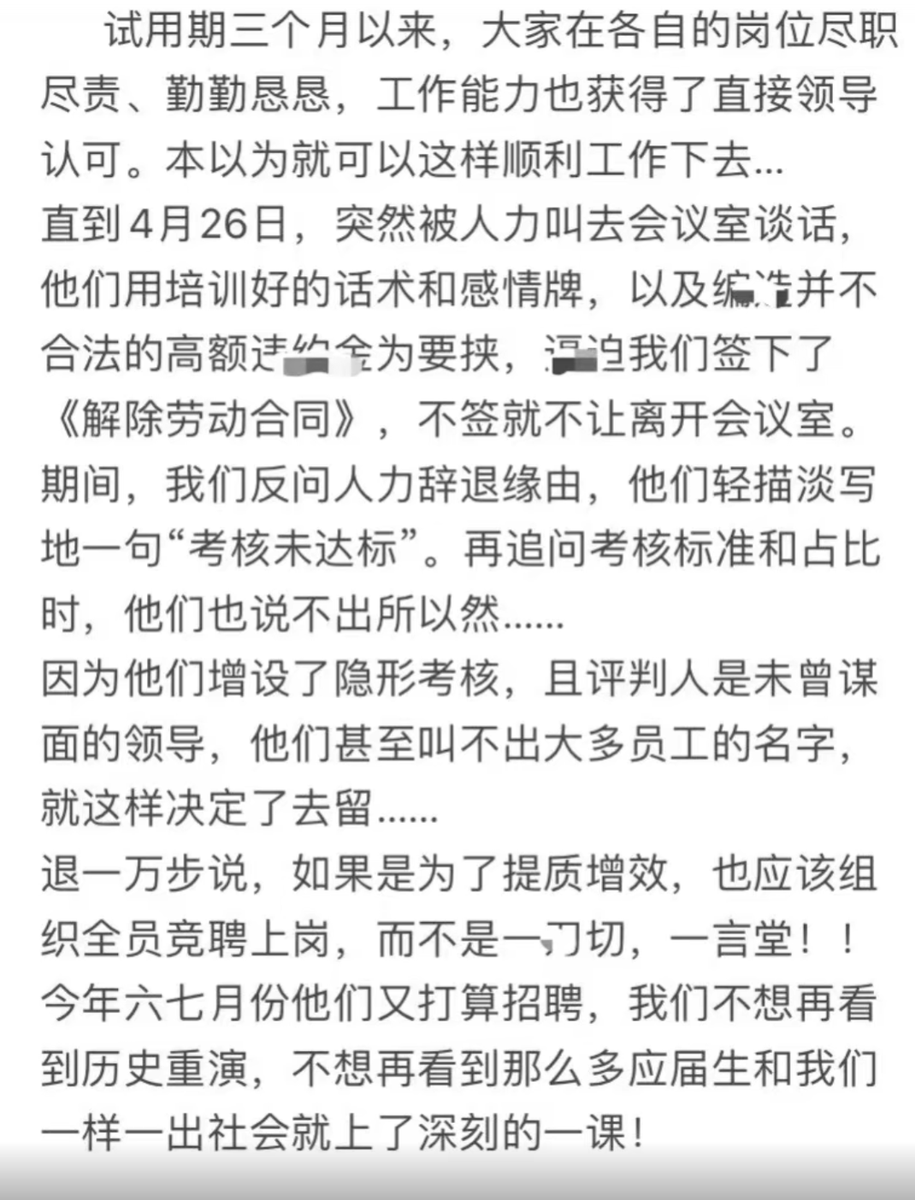 试用期三个月以来，大家在各自的岗位尽职
尽责、勤勤恳恳，工作能力也获得了直接领导
认可。本以为就可以这样顺利工作下去...
直到4月26日，突然被人力叫去会议室谈话，
他们用培训好的话术和感情牌，以及编造并不
合法的高额违约金为要挟，逼迫我们签下了
《解除劳动合同》，不签就不让离开会议室。
期间，我们反问人力辞退缘由，他们轻描淡写
地一句“考核未达标”。再追问考核标准和占比
时，他们也说不出所以然......
因为他们增设了隐形考核，且评判人是未曾谋
面的领导，他们甚至叫不出大多员工的名字，
就这样决定了去留......
退一万步说，如果是为了提质增效，也应该组
织全员竞聘上岗，而不是一刀切，一言堂！！
今年六七月份他们又打算招聘，我们不想再看
到历史重演，不想再看到那么多应届生和我们
一样一出社会就上了深刻的一课！